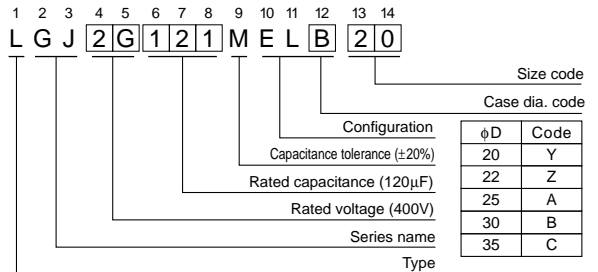 1 2 3 4 5 6 7 8 9 10 11 12 13 14
L G J 2 G 1 2 1 M E L B 2 0
Size code
Case dia. code
Configuration
Capacitance tolerance (±20%)
Rated capacitance (120μF)
Rated voltage (400V)
Series name
Type
ϕD Code
20 Y
22 Z
25 A
30 B
35 C